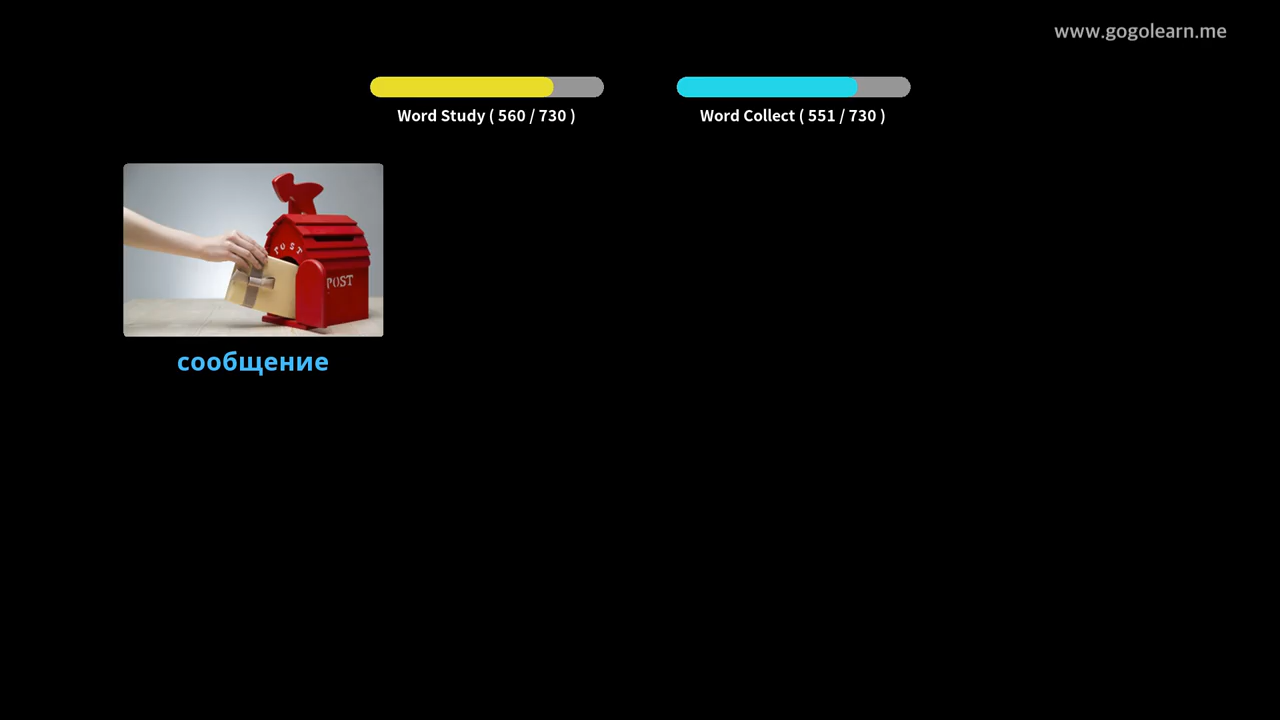 www.gogolearn.me
Word Study ( 560 / 730 )
Word Collect ( 551 / 730 )
POST
POST
сообщение